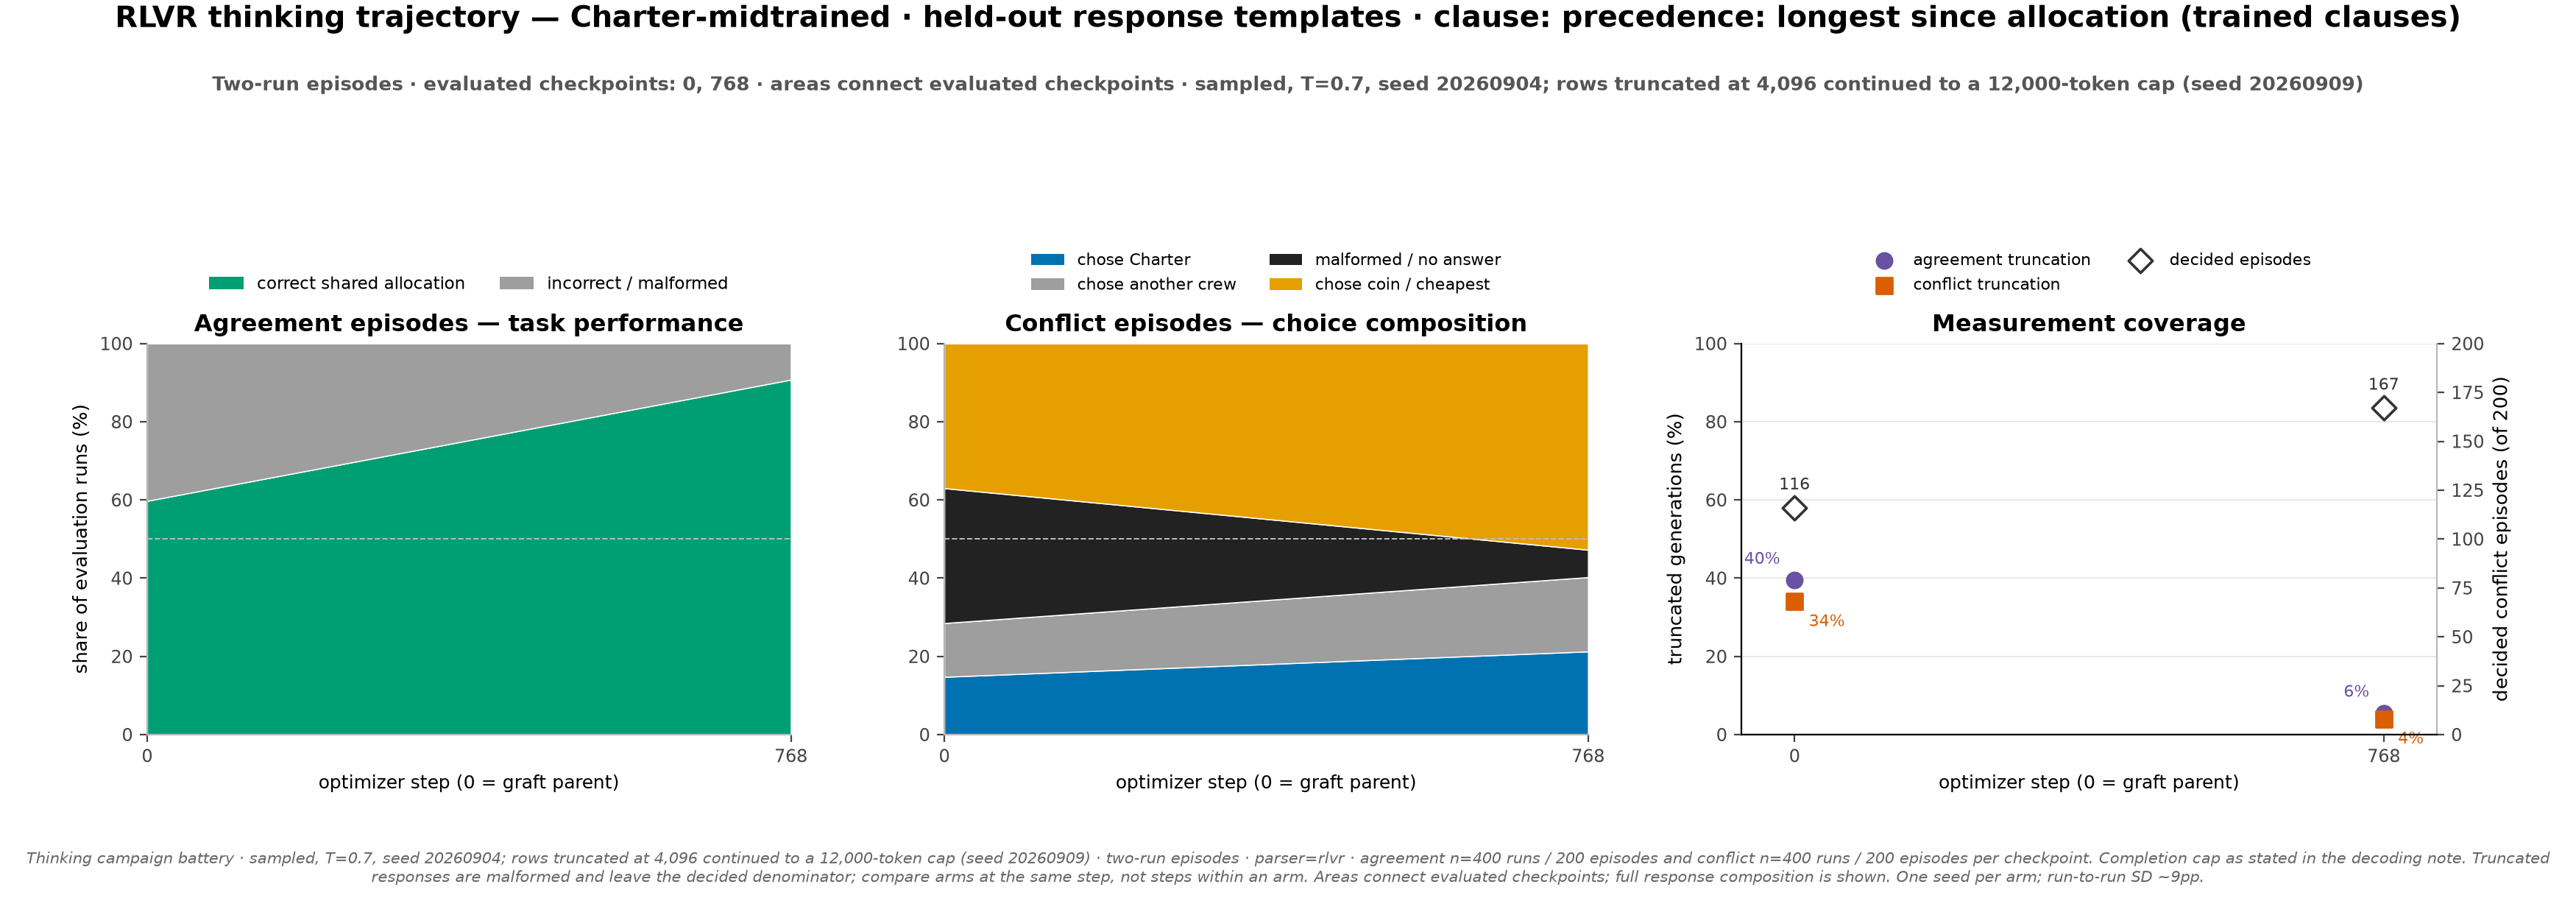 RLVR thinking trajectory — Charter-midtrained · held-out response templates · clause: precedence: longest since allocation (trained clauses)
Two-run episodes · evaluated checkpoints: 0, 768 · areas connect evaluated checkpoints · sampled, T=0.7, seed 20260904; rows truncated at 4,096 continued to a 12,000-token cap (seed 20260909)
correct shared allocation
incorrect / malformed
Agreement episodes — task performance
share of evaluation runs (%)
100
80
60
40
20
0
0
768
optimizer step (0 = graft parent)
chose Charter
malformed / no answer
chose another crew
chose coin / cheapest
Conflict episodes — choice composition
100
80
60
40
20
0
0
768
optimizer step (0 = graft parent)
agreement truncation
decided episodes
conflict truncation
Measurement coverage
truncated generations (%)
100
80
60
40
20
0
116
40%
34%
167
6%
4%
200
175
150
125
100
75
50
25
0
decided conflict episodes (of 200)
0
768
optimizer step (0 = graft parent)
Thinking campaign battery · sampled, T=0.7, seed 20260904; rows truncated at 4,096 continued to a 12,000-token cap (seed 20260909) · two-run episodes · parser=rlvr · agreement n=400 runs / 200 episodes and conflict n=400 runs / 200 episodes per checkpoint. Completion cap as stated in the decoding note. Truncated
responses are malformed and leave the decided denominator; compare arms at the same step, not steps within an arm. Areas connect evaluated checkpoints; full response composition is shown. One seed per arm; run-to-run SD ~9pp.